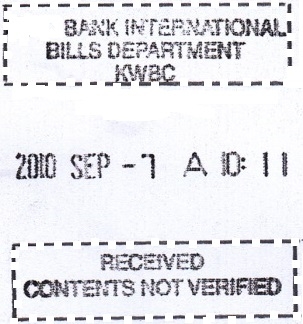 BANK INTERNATIONAL
BILLS DEPARTMENT
KWBC
2010 SEP -7 A 10: 11
RECEIVED
CONTENTS NOT VERIFIED